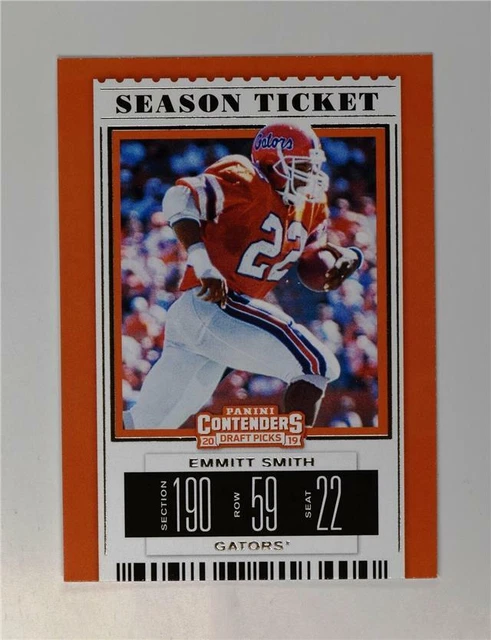 SEASON TICKET
Gators
22
PANINI
CONTENDERS
20 DRAFT PICKS 19
EMMITT SMITH
SECTION 190 ROW 59 SEAT 22
GATORS